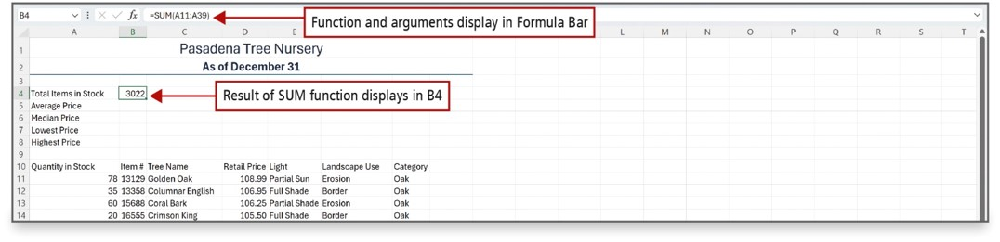 B4 fx =SUM(A11:A39) Function and arguments display in Formula Bar
A B C D E L M N O P Q R S T
1 Pasadena Tree Nursery
2 As of December 31
3
4 Total Items in Stock 3022 Result of SUM function displays in B4
5 Average Price
6 Median Price
7 Lowest Price
8 Highest Price
9
10 Quantity in Stock Item # Tree Name Retail Price Light Landscape Use Category
11 78 13129 Golden Oak 108.99 Partial Sun Erosion Oak
12 35 13358 Columnar English 106.95 Full Shade Border Oak
13 60 15688 Coral Bark 106.25 Partial Shade Erosion Oak
14 20 16555 Crimson King 105.50 Full Shade Border Oak